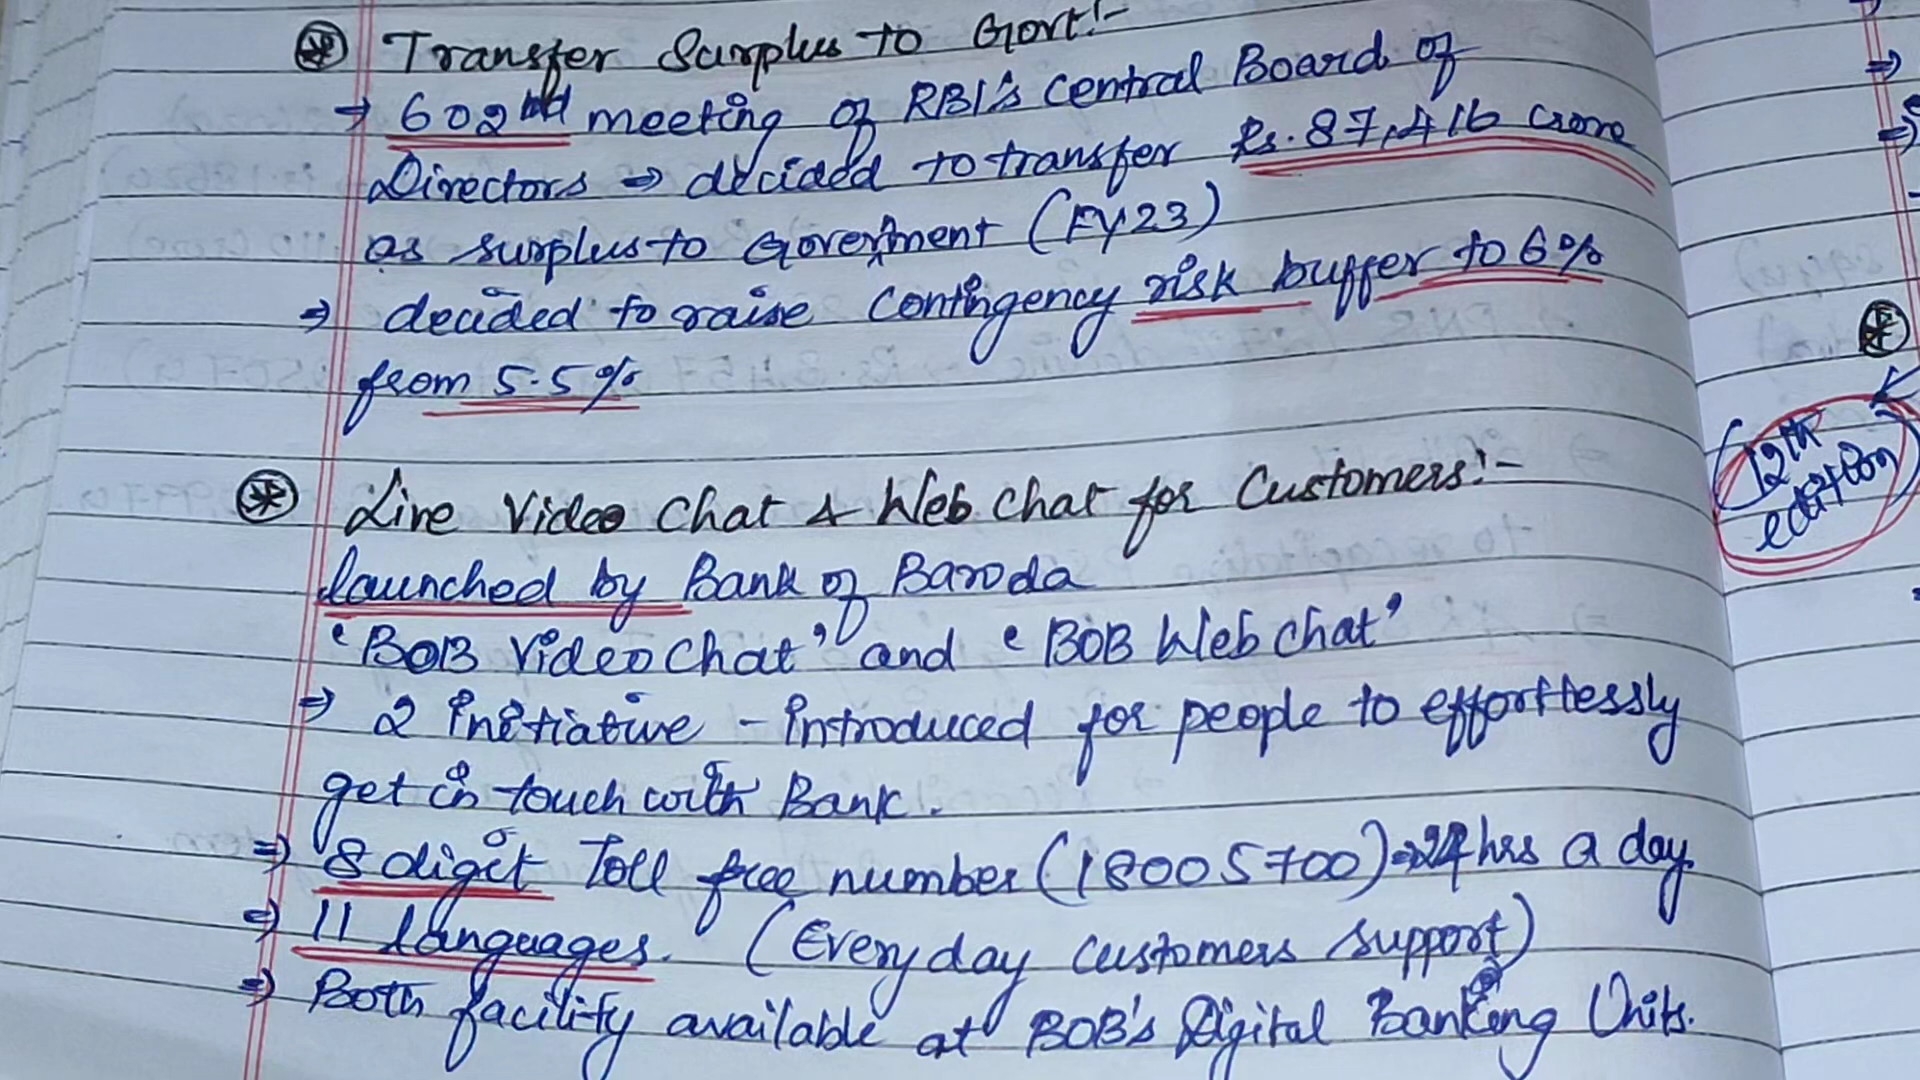 Transfer Surplus to Govt:-
→ 602nd meeting of RBI's Central Board of
Directors ⇒ decided to transfer Rs. 87,416 crore
as surplus to Government (FY23)
⇒ decided to raise Contingency risk buffer to 6%
from 5.5%
Live Video Chat & Web Chat for Customers:-
launched by Bank of Baroda
'BOB Video Chat' and 'BOB Web Chat'
⇒ 2 initiative - introduced for people to effortlessly
get in touch with Bank.
⇒ 8 digit Toll free number (18005700) ⇒ 24 hrs a day.
⇒ 11 languages. (Everyday customers support)
⇒ Both facility available at BOB's Digital Banking Units.
(12th
edition)